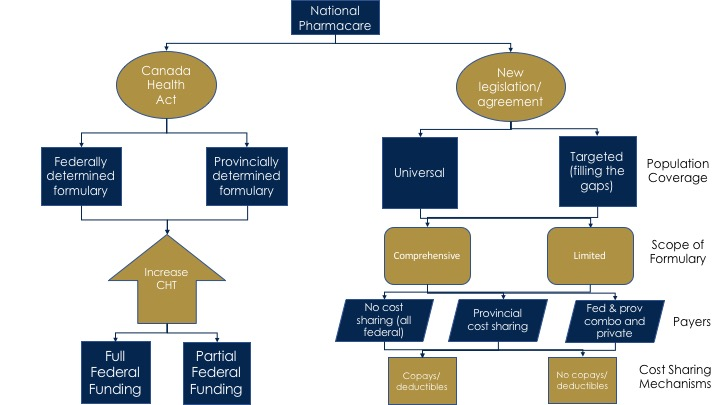 National
Pharmacare
Canada
Health
Act
New
legislation/
agreement
Federally
determined
formulary
Provincially
determined
formulary
Universal
Targeted
(filling the
gaps)
Population
Coverage
Increase
CHT
Comprehensive
Limited
Scope of
Formulary
No cost
sharing (all
federal)
Provincial
cost sharing
Fed & prov
combo and
private
Payers
Full
Federal
Funding
Partial
Federal
Funding
Copays/
deductibles
No copays/
deductibles
Cost Sharing
Mechanisms